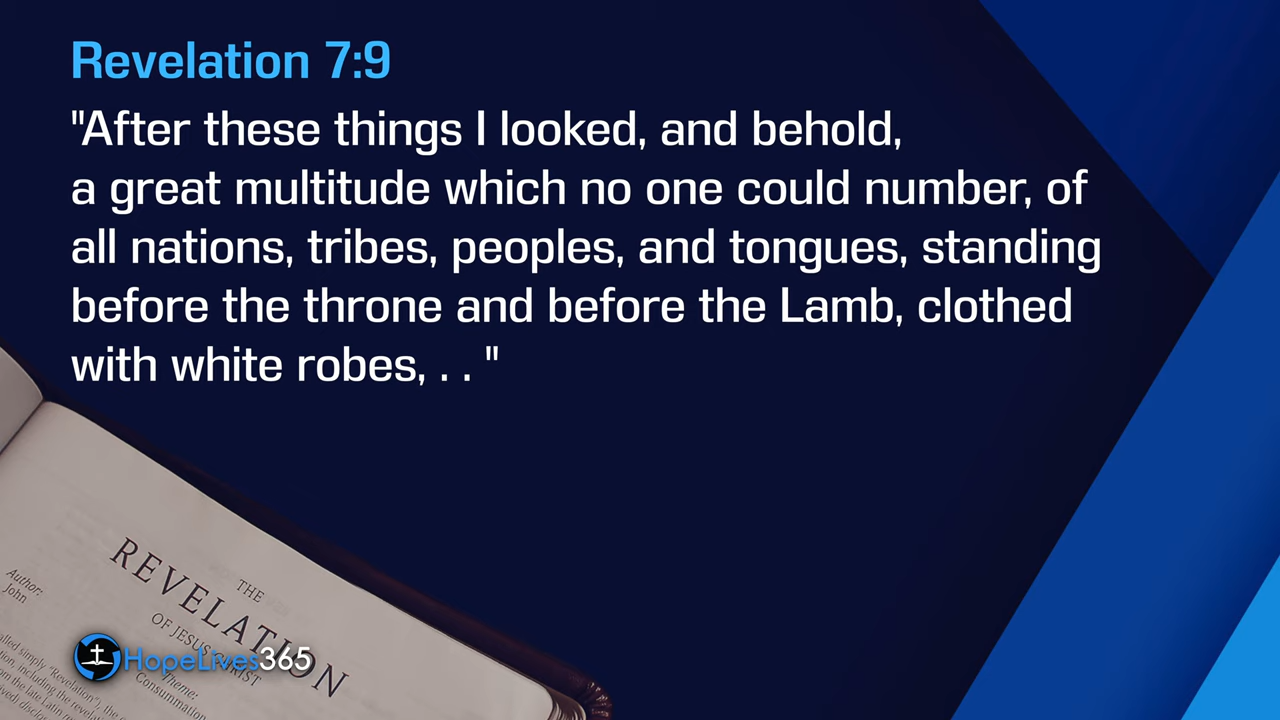 Revelation 7:9
"After these things I looked, and behold,
a great multitude which no one could number, of
all nations, tribes, peoples, and tongues, standing
before the throne and before the Lamb, clothed
with white robes, . . "
THE
REVELATION
OF JESUS CHRIST
Author:
John
Theme:
Consummation
HopeLives365